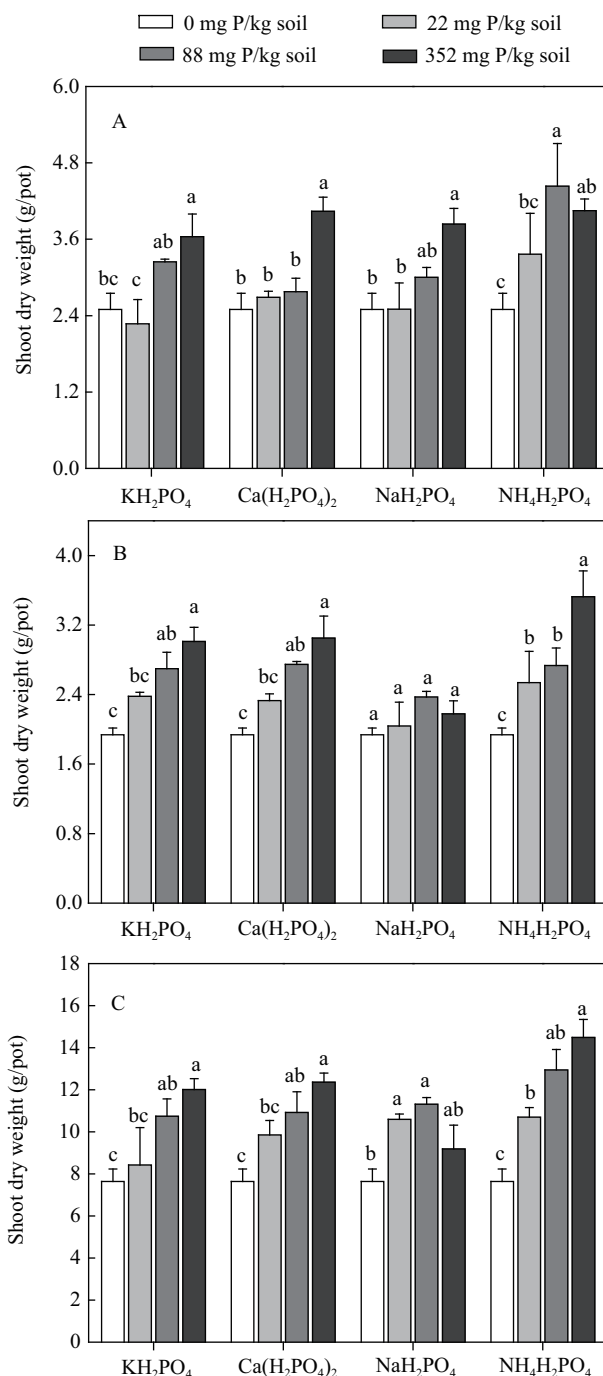 0 mg P/kg soil 22 mg P/kg soil
88 mg P/kg soil 352 mg P/kg soil
A
Shoot dry weight (g/pot)
6.0
4.8
3.6
2.4
1.2
0.0
bc c ab a
b b b a
b b ab a
c bc a ab
KH₂PO₄ Ca(H₂PO₄)₂ NaH₂PO₄ NH₄H₂PO₄
B
Shoot dry weight (g/pot)
4.0
3.2
2.4
1.6
0.8
0.0
c bc ab a
c bc ab a
a a a a
c b b a
KH₂PO₄ Ca(H₂PO₄)₂ NaH₂PO₄ NH₄H₂PO₄
C
Shoot dry weight (g/pot)
18
16
14
12
10
8
6
4
2
0
c bc ab a
c bc ab a
b a a ab
c b ab a
KH₂PO₄ Ca(H₂PO₄)₂ NaH₂PO₄ NH₄H₂PO₄